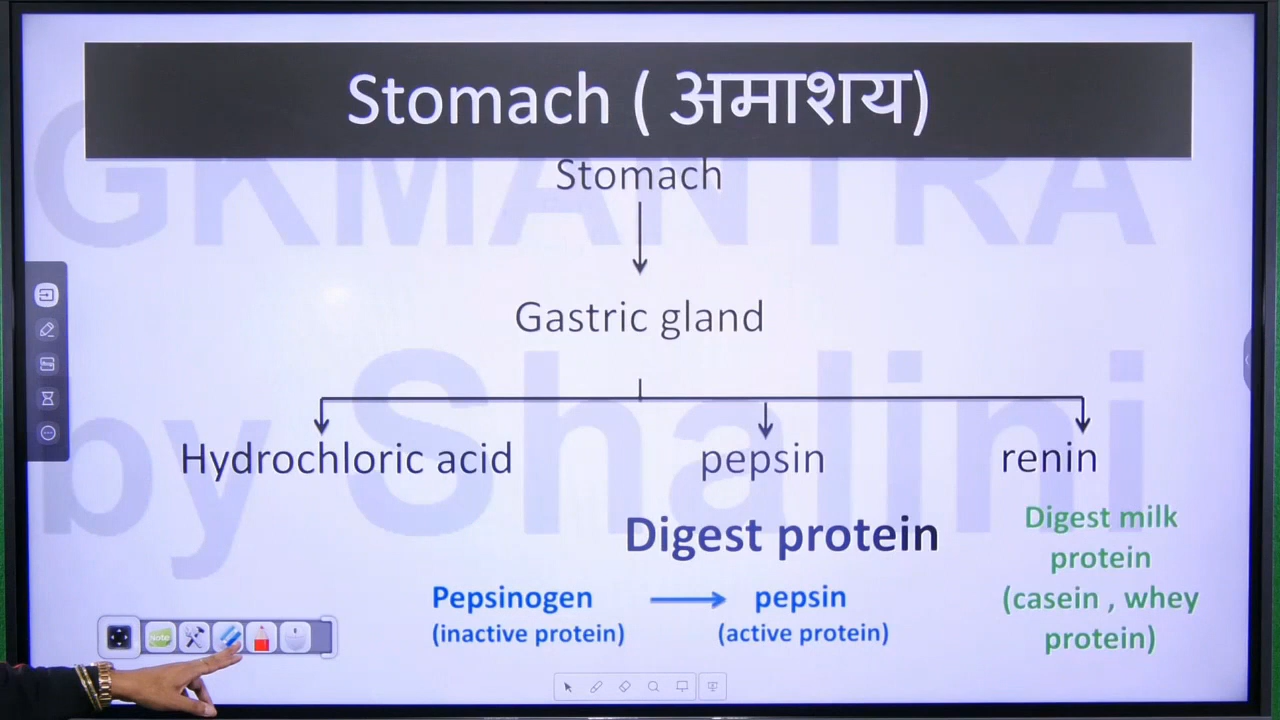 Stomach ( अमाशय)
GKMANTRA
Stomach
Gastric gland
by Shalini
Hydrochloric acid
pepsin
renin
Digest protein
Digest milk
protein
(casein , whey
protein)
Pepsinogen
pepsin
(inactive protein)
(active protein)
Note